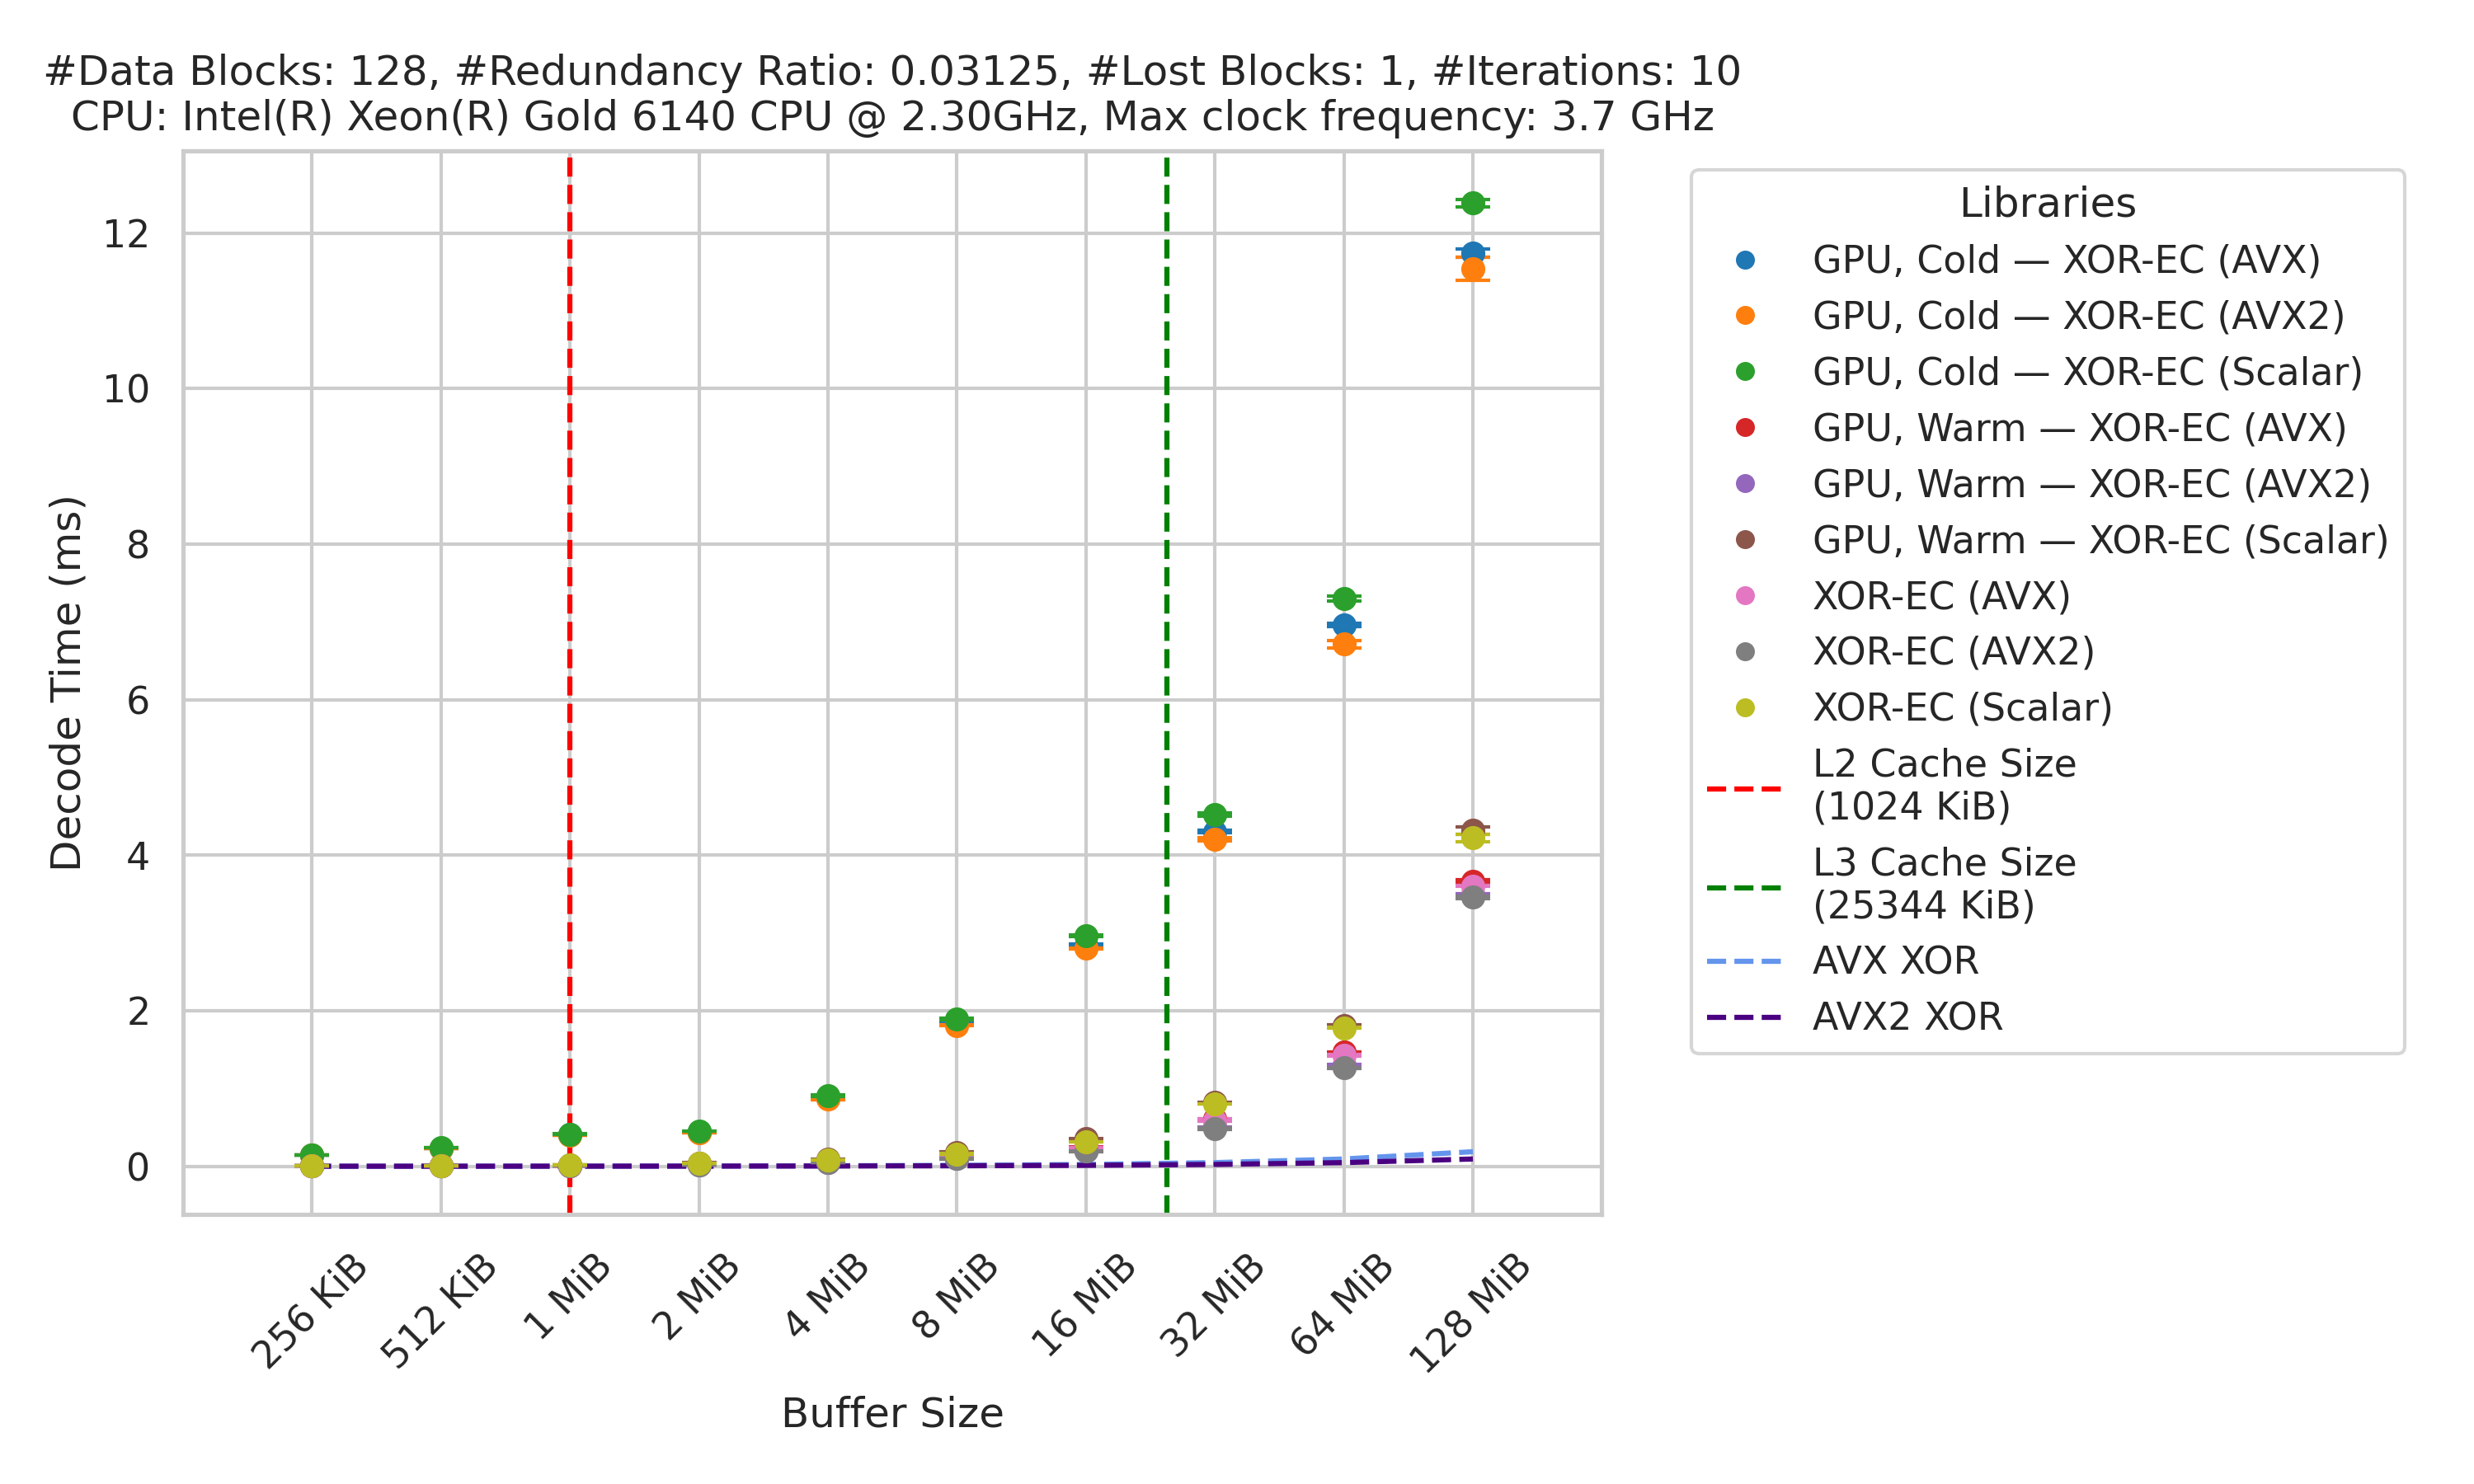 #Data Blocks: 128, #Redundancy Ratio: 0.03125, #Lost Blocks: 1, #Iterations: 10
CPU: Intel(R) Xeon(R) Gold 6140 CPU @ 2.30GHz, Max clock frequency: 3.7 GHz
Decode Time (ms)
12
10
8
6
4
2
0
256 KiB
512 KiB
1 MiB
2 MiB
4 MiB
8 MiB
16 MiB
32 MiB
64 MiB
128 MiB
Buffer Size
Libraries
GPU, Cold — XOR-EC (AVX)
GPU, Cold — XOR-EC (AVX2)
GPU, Cold — XOR-EC (Scalar)
GPU, Warm — XOR-EC (AVX)
GPU, Warm — XOR-EC (AVX2)
GPU, Warm — XOR-EC (Scalar)
XOR-EC (AVX)
XOR-EC (AVX2)
XOR-EC (Scalar)
L2 Cache Size
(1024 KiB)
L3 Cache Size
(25344 KiB)
AVX XOR
AVX2 XOR